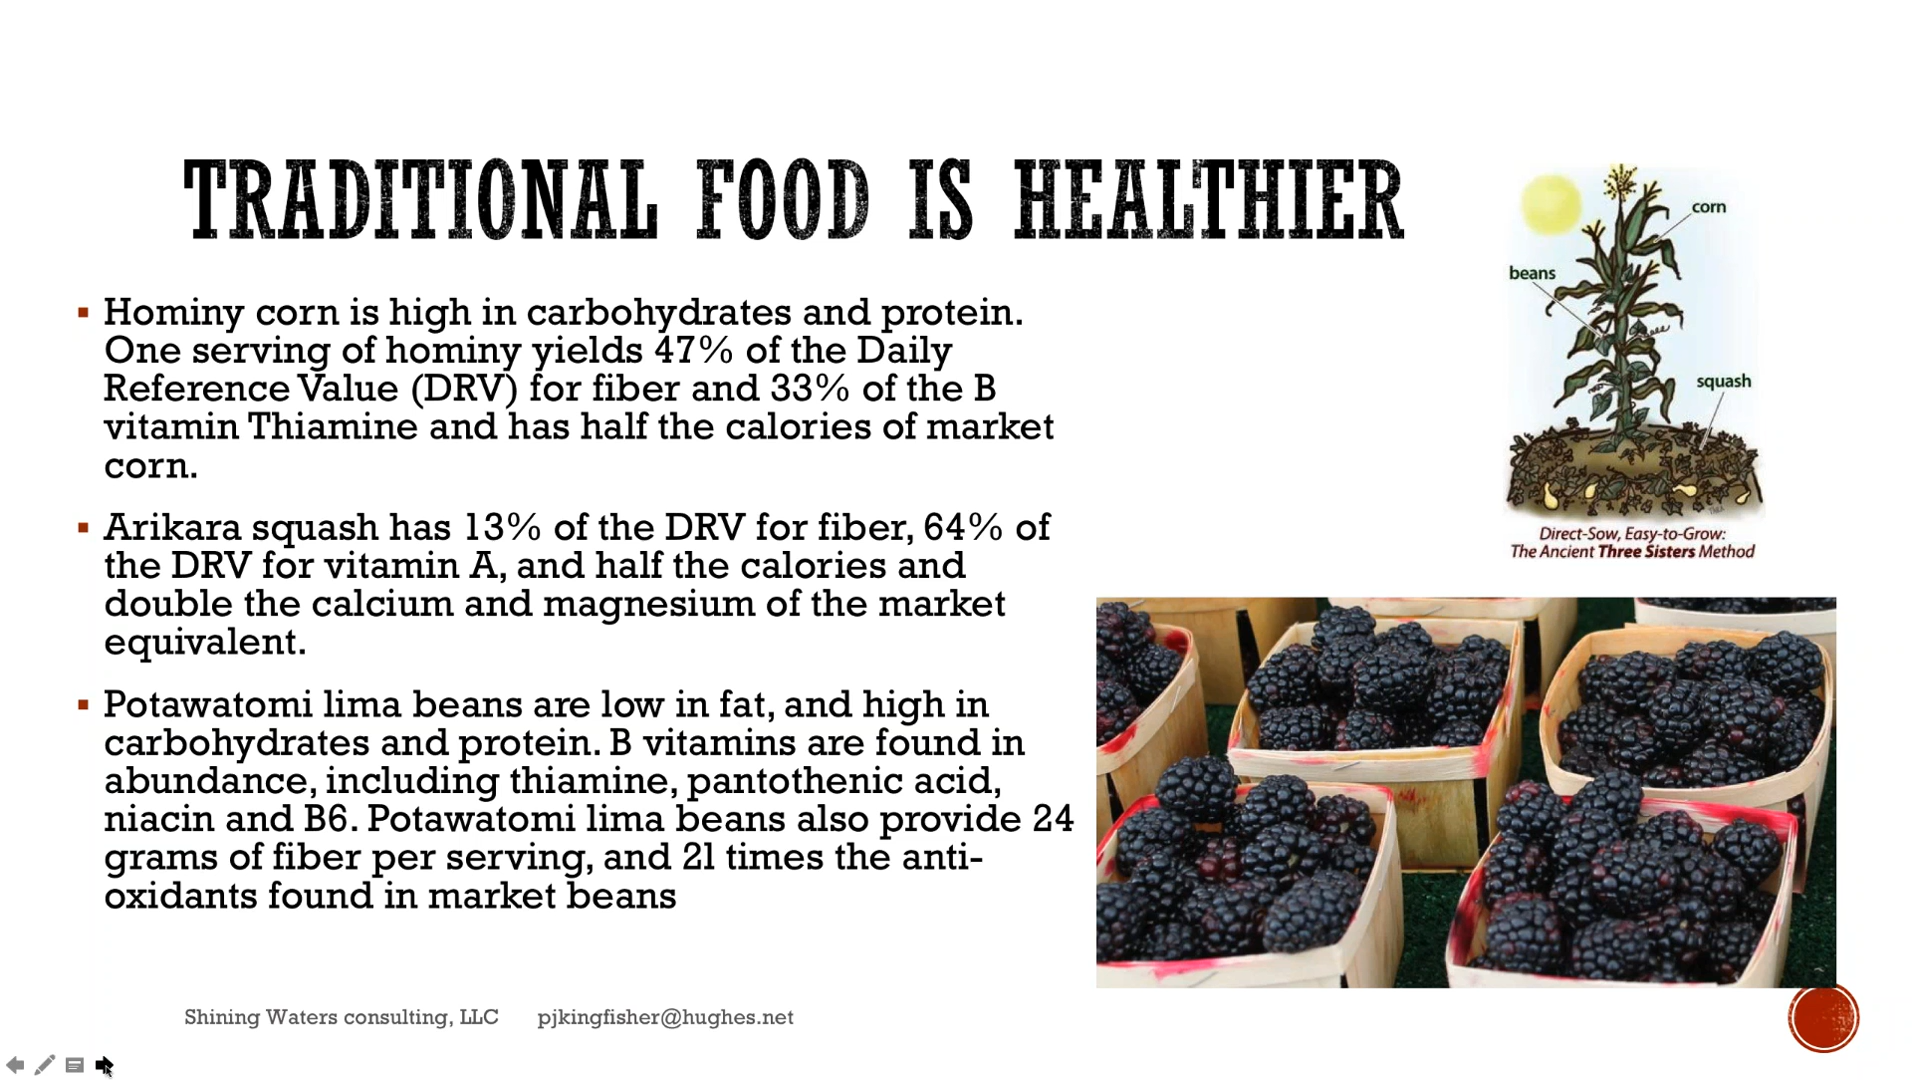 TRADITIONAL FOOD IS HEALTHIER
▪ Hominy corn is high in carbohydrates and protein.
One serving of hominy yields 47% of the Daily
Reference Value (DRV) for fiber and 33% of the B
vitamin Thiamine and has half the calories of market
corn.
▪ Arikara squash has 13% of the DRV for fiber, 64% of
the DRV for vitamin A, and half the calories and
double the calcium and magnesium of the market
equivalent.
▪ Potawatomi lima beans are low in fat, and high in
carbohydrates and protein. B vitamins are found in
abundance, including thiamine, pantothenic acid,
niacin and B6. Potawatomi lima beans also provide 24
grams of fiber per serving, and 2l times the anti-
oxidants found in market beans
corn
beans
squash
Direct-Sow, Easy-to-Grow:
The Ancient Three Sisters Method
Shining Waters consulting, LLC pjkingfisher@hughes.net